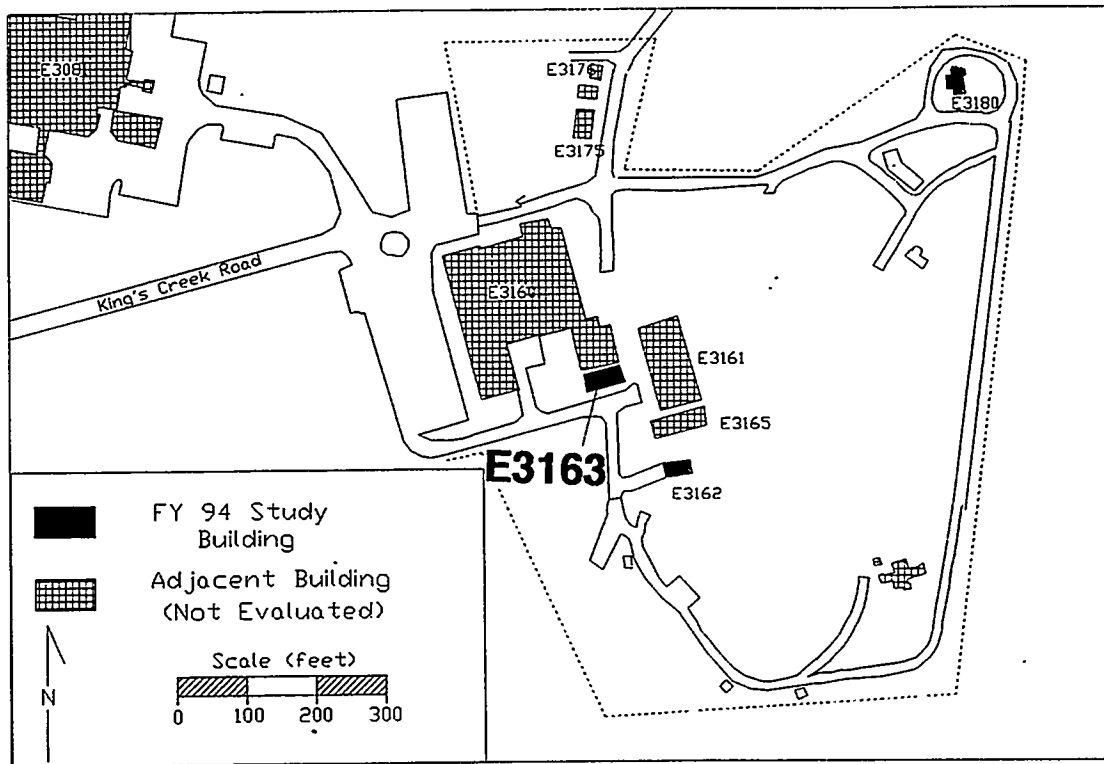 E308
E3176
E3180
E3175
King's Creek Road
E3160
E3161
E3165
E3163
E3162
FY 94 Study
Building
Adjacent Building
(Not Evaluated)
Scale (feet)
N
0 100 200 300